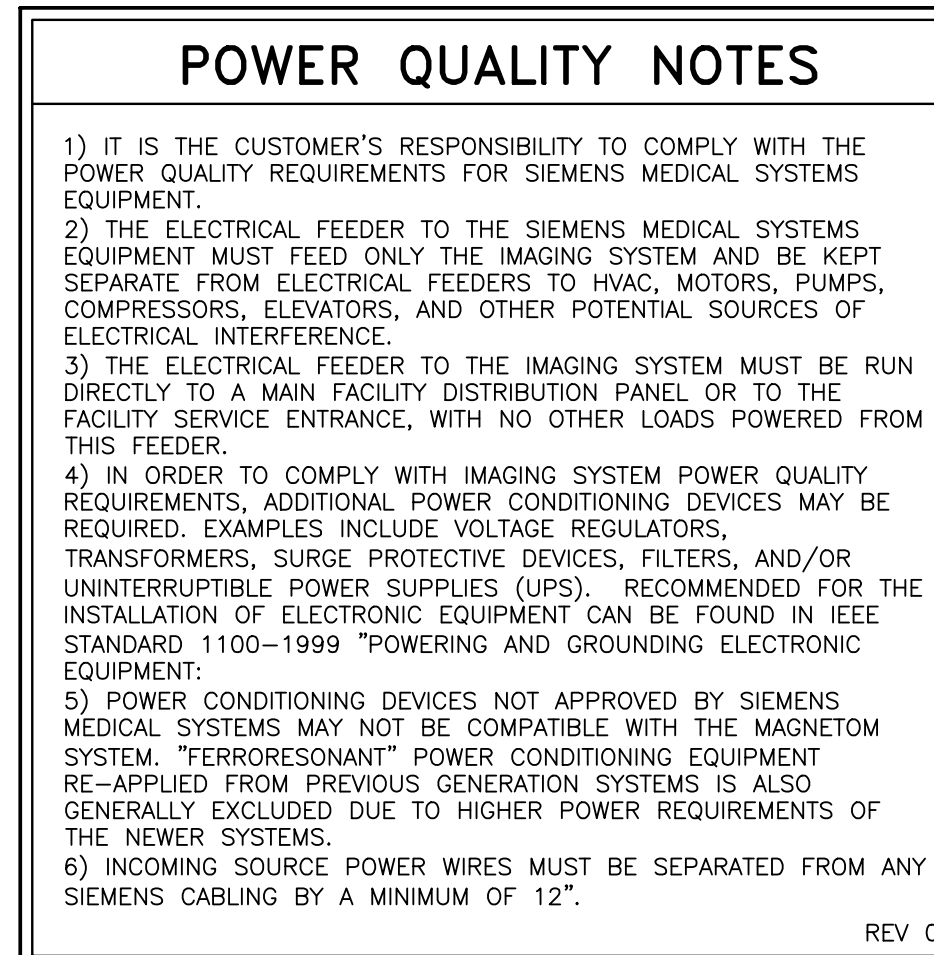 POWER QUALITY NOTES
1) IT IS THE CUSTOMER'S RESPONSIBILITY TO COMPLY WITH THE
POWER QUALITY REQUIREMENTS FOR SIEMENS MEDICAL SYSTEMS
EQUIPMENT.
2) THE ELECTRICAL FEEDER TO THE SIEMENS MEDICAL SYSTEMS
EQUIPMENT MUST FEED ONLY THE IMAGING SYSTEM AND BE KEPT
SEPARATE FROM ELECTRICAL FEEDERS TO HVAC, MOTORS, PUMPS,
COMPRESSORS, ELEVATORS, AND OTHER POTENTIAL SOURCES OF
ELECTRICAL INTERFERENCE.
3) THE ELECTRICAL FEEDER TO THE IMAGING SYSTEM MUST BE RUN
DIRECTLY TO A MAIN FACILITY DISTRIBUTION PANEL OR TO THE
FACILITY SERVICE ENTRANCE, WITH NO OTHER LOADS POWERED FROM
THIS FEEDER.
4) IN ORDER TO COMPLY WITH IMAGING SYSTEM POWER QUALITY
REQUIREMENTS, ADDITIONAL POWER CONDITIONING DEVICES MAY BE
REQUIRED. EXAMPLES INCLUDE VOLTAGE REGULATORS,
TRANSFORMERS, SURGE PROTECTIVE DEVICES, FILTERS, AND/OR
UNINTERRUPTIBLE POWER SUPPLIES (UPS). RECOMMENDED FOR THE
INSTALLATION OF ELECTRONIC EQUIPMENT CAN BE FOUND IN IEEE
STANDARD 1100-1999 "POWERING AND GROUNDING ELECTRONIC
EQUIPMENT:
5) POWER CONDITIONING DEVICES NOT APPROVED BY SIEMENS
MEDICAL SYSTEMS MAY NOT BE COMPATIBLE WITH THE MAGNETOM
SYSTEM. "FERRORESONANT" POWER CONDITIONING EQUIPMENT
RE-APPLIED FROM PREVIOUS GENERATION SYSTEMS IS ALSO
GENERALLY EXCLUDED DUE TO HIGHER POWER REQUIREMENTS OF
THE NEWER SYSTEMS.
6) INCOMING SOURCE POWER WIRES MUST BE SEPARATED FROM ANY
SIEMENS CABLING BY A MINIMUM OF 12".
REV